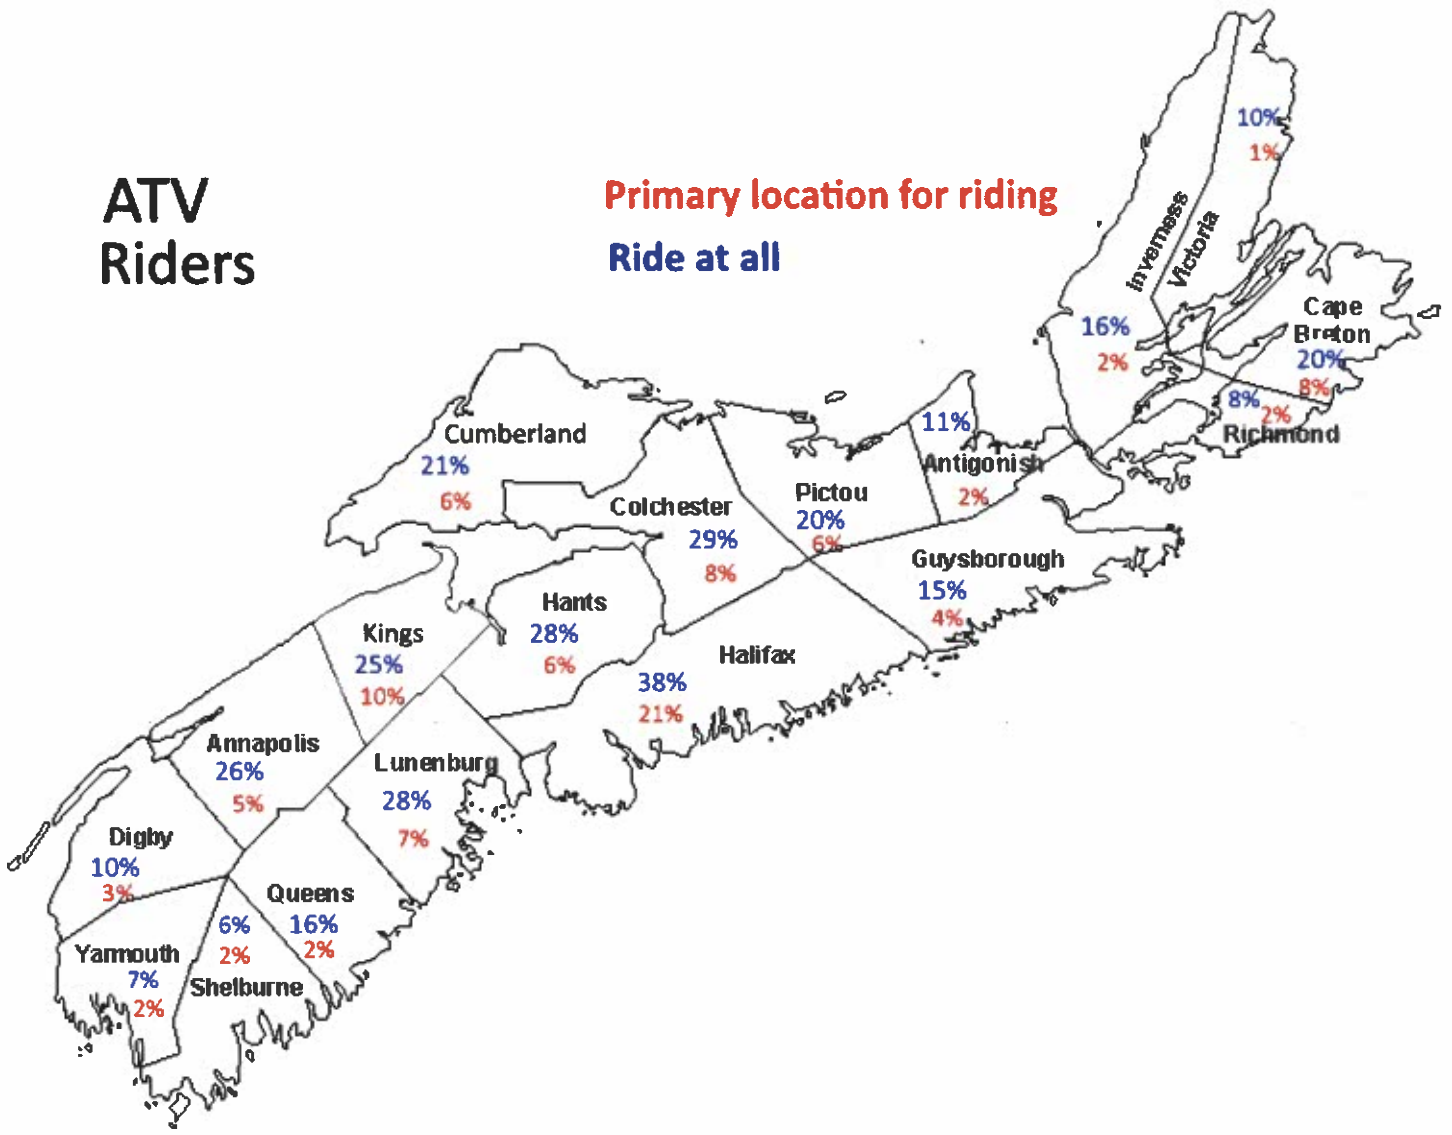 ATV
Riders
Primary location for riding
Ride at all
10%
1%
Inverness
Victoria
16%
2%
Cape
Breton
20%
8%
8%
2%
Richmond
11%
Antigonish
2%
Cumberland
21%
6%
Colchester
29%
8%
Pictou
20%
6%
Guysborough
15%
4%
Hants
28%
6%
Halifax
38%
21%
Kings
25%
10%
Annapolis
26%
5%
Lunenburg
28%
7%
Digby
10%
3%
Queens
16%
2%
6%
2%
Shelburne
Yarmouth
7%
2%